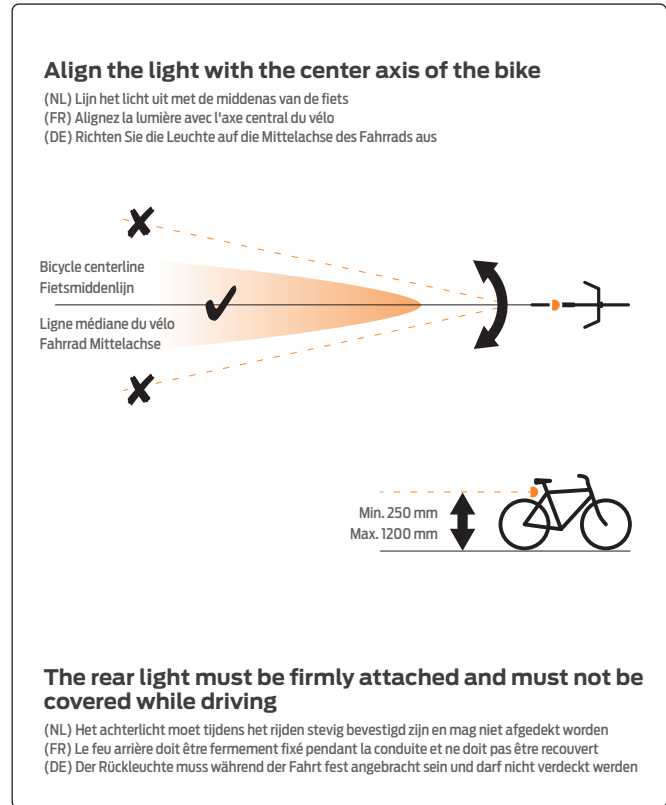 Align the light with the center axis of the bike
(NL) Lijn het licht uit met de middenas van de fiets
(FR) Alignez la lumière avec l'axe central du vélo
(DE) Richten Sie die Leuchte auf die Mittelachse des Fahrrads aus
Bicycle centerline
Fietsmiddenlijn
Ligne médiane du vélo
Fahrrad Mittelachse
Min. 250 mm
Max. 1200 mm
The rear light must be firmly attached and must not be
covered while driving
(NL) Het achterlicht moet tijdens het rijden stevig bevestigd zijn en mag niet afgedekt worden
(FR) Le feu arrière doit être fermement fixé pendant la conduite et ne doit pas être recouvert
(DE) Der Rückleuchte muss während der Fahrt fest angebracht sein und darf nicht verdeckt werden